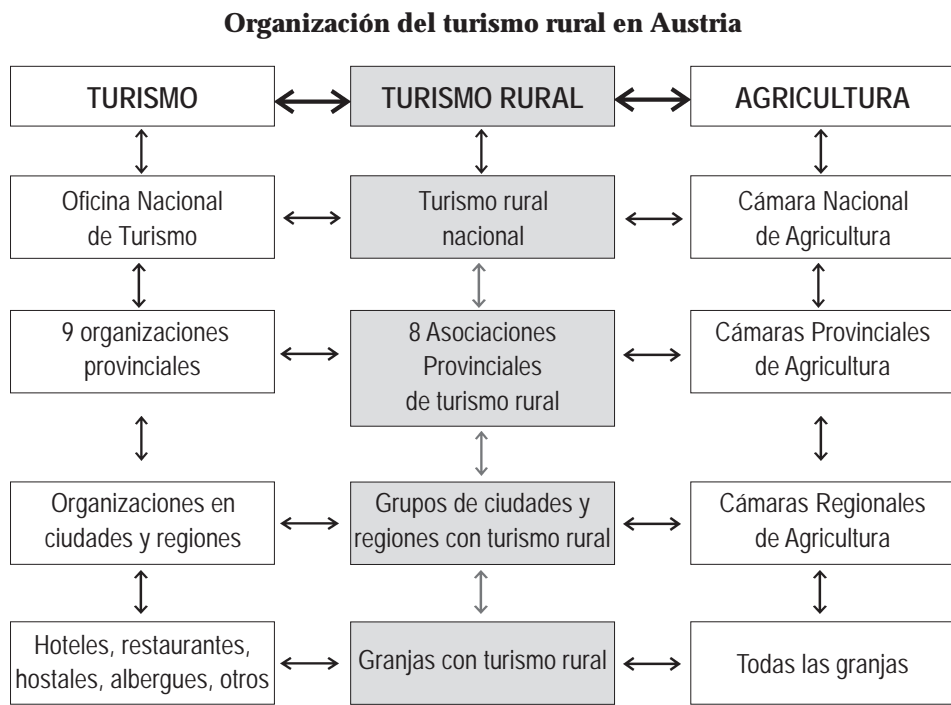 Organización del turismo rural en Austria
TURISMO
TURISMO RURAL
AGRICULTURA
Oficina Nacional
de Turismo
Turismo rural
nacional
Cámara Nacional
de Agricultura
9 organizaciones
provinciales
8 Asociaciones
Provinciales
de turismo rural
Cámaras Provinciales
de Agricultura
Organizaciones en
ciudades y regiones
Grupos de ciudades y
regiones con turismo rural
Cámaras Regionales
de Agricultura
Hoteles, restaurantes,
hostales, albergues, otros
Granjas con turismo rural
Todas las granjas